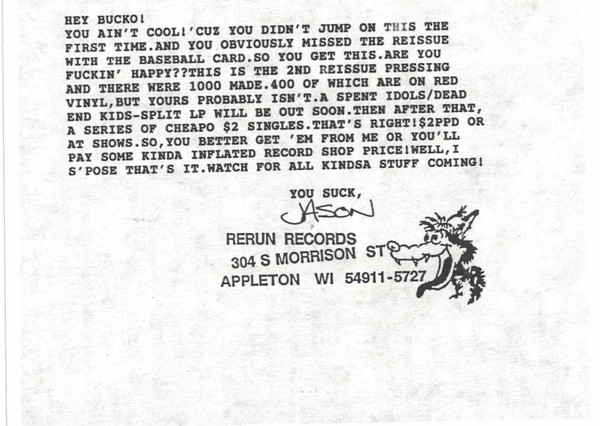 HEY BUCKO!
YOU AIN'T COOL!'CUZ YOU DIDN'T JUMP ON THIS THE
FIRST TIME.AND YOU OBVIOUSLY MISSED THE REISSUE
WITH THE BASEBALL CARD.SO YOU GET THIS.ARE YOU
FUCKIN' HAPPY??THIS IS THE 2ND REISSUE PRESSING
AND THERE WERE 1000 MADE.400 OF WHICH ARE ON RED
VINYL,BUT YOURS PROBABLY ISN'T.A SPENT IDOLS/DEAD
END KIDS-SPLIT LP WILL BE OUT SOON.THEN AFTER THAT,
A SERIES OF CHEAPO $2 SINGLES.THAT'S RIGHT!$2PPD OR
AT SHOWS.SO,YOU BETTER GET 'EM FROM ME OR YOU'LL
PAY SOME KINDA INFLATED RECORD SHOP PRICE!WELL,I
S'POSE THAT'S IT.WATCH FOR ALL KINDSA STUFF COMING!
YOU SUCK,
JASON
RERUN RECORDS
304 S MORRISON ST
APPLETON WI 54911-5727